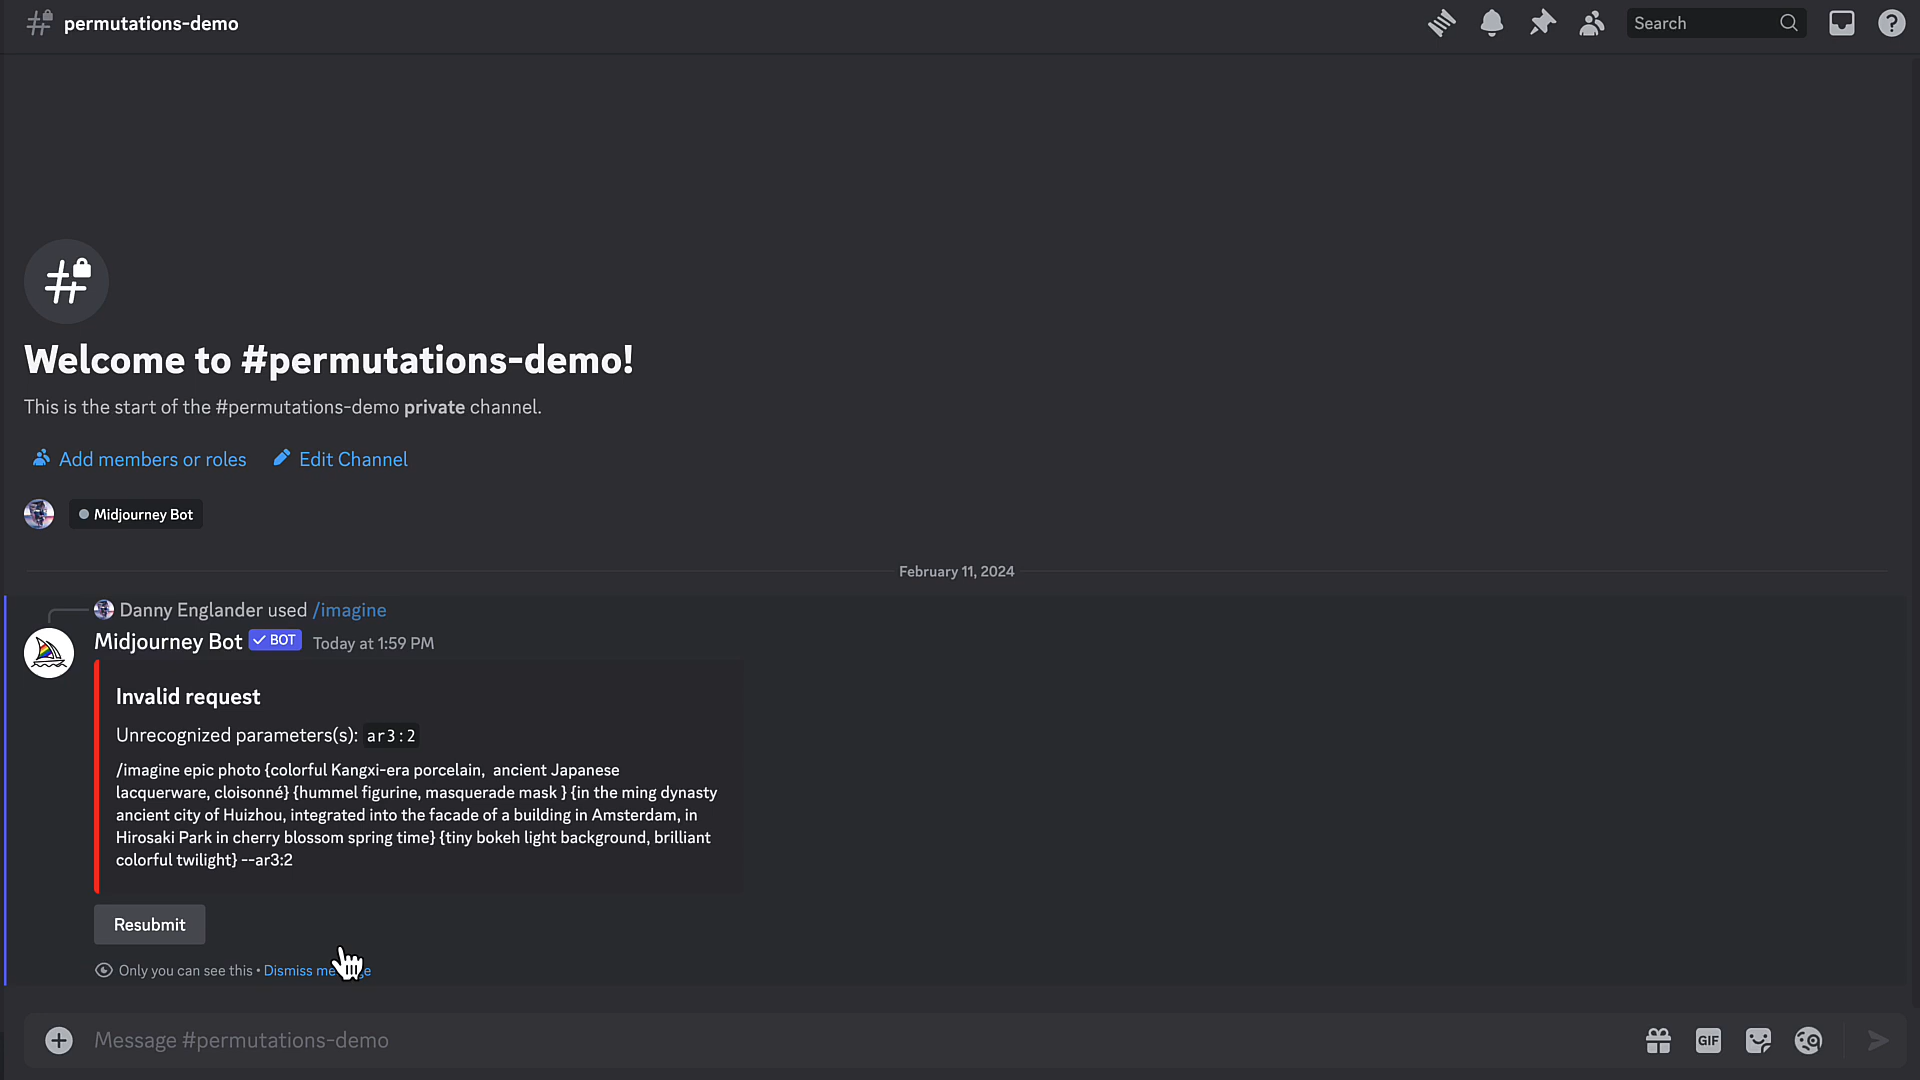 permutations-demo
Search
Welcome to #permutations-demo!
This is the start of the #permutations-demo private channel.
Add members or roles
Edit Channel
Midjourney Bot
February 11, 2024
Danny Englander used /imagine
Midjourney Bot BOT Today at 1:59 PM
Invalid request
Unrecognized parameters(s): ar3:2
/imagine epic photo {colorful Kangxi-era porcelain,  ancient Japanese
lacquerware, cloisonné} {hummel figurine, masquerade mask } {in the ming dynasty
ancient city of Huizhou, integrated into the facade of a building in Amsterdam, in
Hirosaki Park in cherry blossom spring time} {tiny bokeh light background, brilliant
colorful twilight} --ar3:2
Resubmit
Only you can see this • Dismiss
Message #permutations-demo
GIF